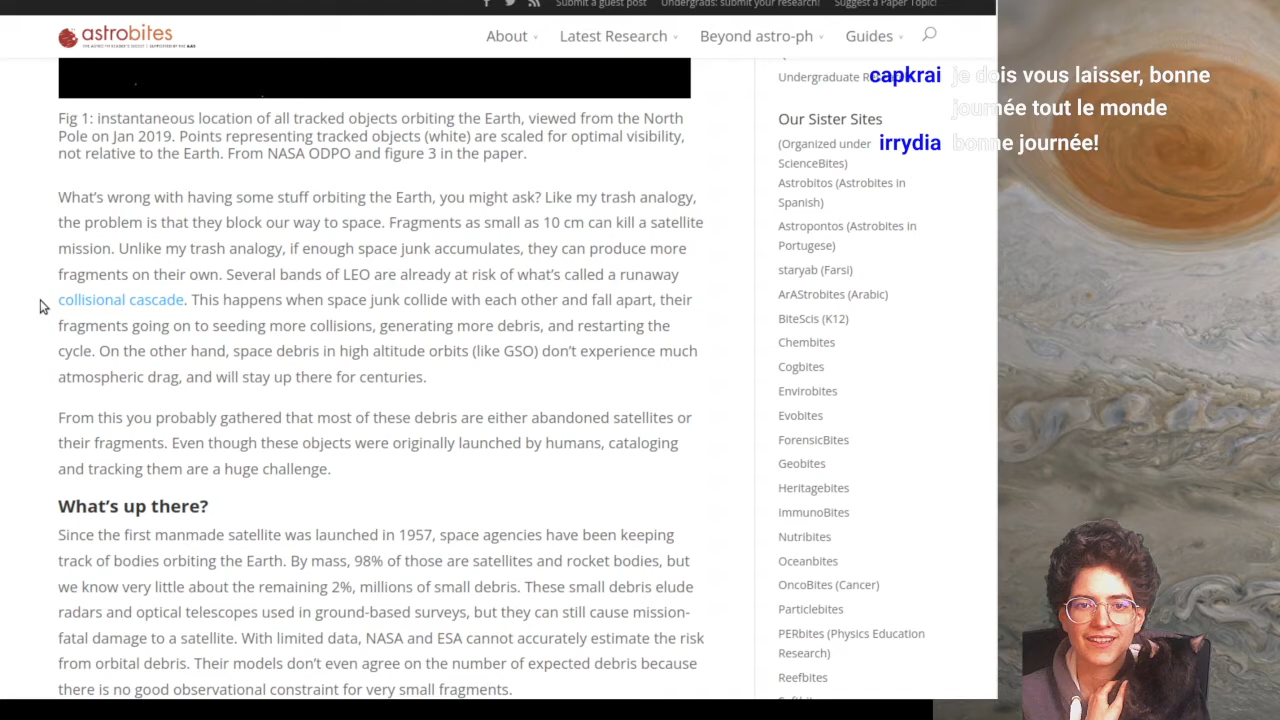 Submit a guest post
Undergrads: submit your research!
Suggest a Paper Topic!
astrobites
About
Latest Research
Beyond astro-ph
Guides
Fig 1: instantaneous location of all tracked objects orbiting the Earth, viewed from the North
Pole on Jan 2019. Points representing tracked objects (white) are scaled for optimal visibility,
not relative to the Earth. From NASA ODPO and figure 3 in the paper.
What's wrong with having some stuff orbiting the Earth, you might ask? Like my trash analogy,
the problem is that they block our way to space. Fragments as small as 10 cm can kill a satellite
mission. Unlike my trash analogy, if enough space junk accumulates, they can produce more
fragments on their own. Several bands of LEO are already at risk of what's called a runaway
collisional cascade. This happens when space junk collide with each other and fall apart, their
fragments going on to seeding more collisions, generating more debris, and restarting the
cycle. On the other hand, space debris in high altitude orbits (like GSO) don't experience much
atmospheric drag, and will stay up there for centuries.
From this you probably gathered that most of these debris are either abandoned satellites or
their fragments. Even though these objects were originally launched by humans, cataloging
and tracking them are a huge challenge.
What's up there?
Since the first manmade satellite was launched in 1957, space agencies have been keeping
track of bodies orbiting the Earth. By mass, 98% of those are satellites and rocket bodies, but
we know very little about the remaining 2%, millions of small debris. These small debris elude
radars and optical telescopes used in ground-based surveys, but they can still cause mission-
fatal damage to a satellite. With limited data, NASA and ESA cannot accurately estimate the risk
from orbital debris. Their models don't even agree on the number of expected debris because
there is no good observational constraint for very small fragments.
Undergraduate
Our Sister Sites
(Organized under
ScienceBites)
Astrobitos (Astrobites in
Spanish)
Astropontos (Astrobites in
Portugese)
staryab (Farsi)
ArAStrobites (Arabic)
BiteScis (K12)
Chembites
Cogbites
Envirobites
Evobites
ForensicBites
Geobites
Heritagebites
ImmunoBites
Nutribites
Oceanbites
OncoBites (Cancer)
Particlebites
PERbites (Physics Education
Research)
Reefbites
capkrai je dois vous laisser, bonne
journée tout le monde
irrydia bonne journée!